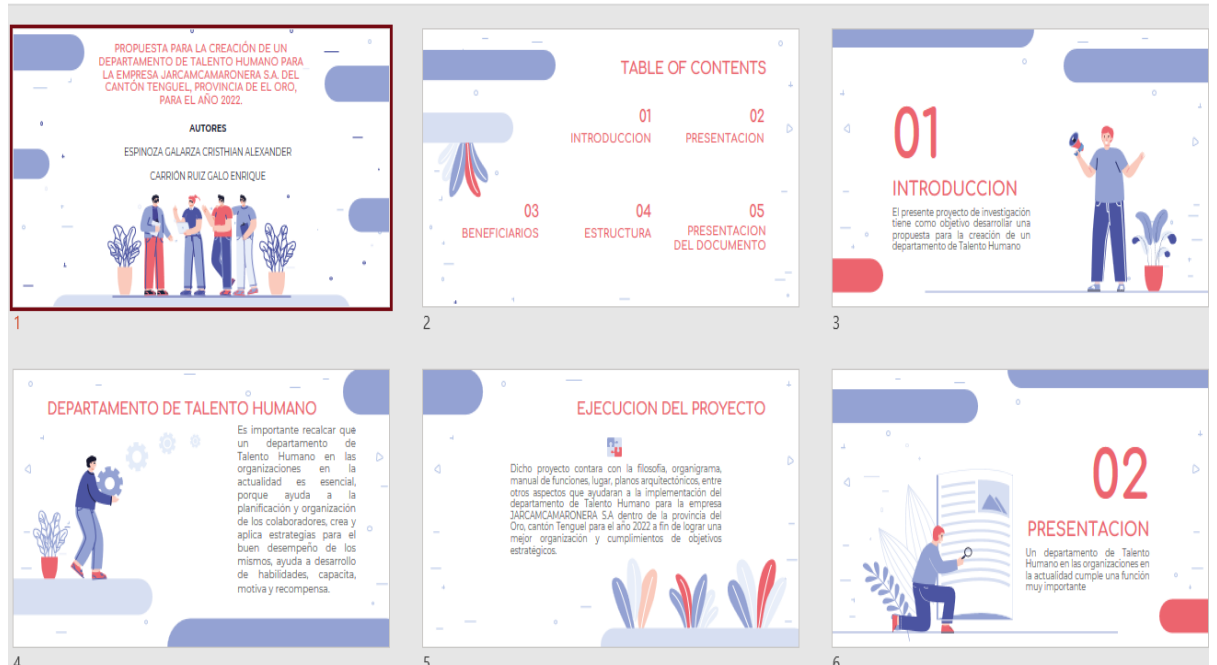 PROPUESTA PARA LA CREACIÓN DE UN
DEPARTAMENTO DE TALENTO HUMANO PARA
LA EMPRESA JARCAMCAMARONERA S.A. DEL
CANTÓN TENGUEL, PROVINCIA DE EL ORO,
PARA EL AÑO 2022.
AUTORES
ESPINOZA GALARZA CRISTHIAN ALEXANDER
CARRIÓN RUIZ GALO ENRIQUE
1
TABLE OF CONTENTS
01
INTRODUCCION
02
PRESENTACION
03
BENEFICIARIOS
04
ESTRUCTURA
05
PRESENTACION
DEL DOCUMENTO
2
01
INTRODUCCION
El presente proyecto de investigación
tiene como objetivo desarrollar una
propuesta para la creación de un
departamento de Talento Humano
3
DEPARTAMENTO DE TALENTO HUMANO
Es importante recalcar que
un departamento de
Talento Humano en las
organizaciones en la
actualidad es esencial,
porque ayuda a la
planificación y organización
de los colaboradores, crea y
aplica estrategias para el
buen desempeño de los
mismos, ayuda a desarrollo
de habilidades, capacita,
motiva y recompensa.
4
EJECUCION DEL PROYECTO
Dicho proyecto contara con la filosofía, organigrama,
manual de funciones, lugar, planos arquitectónicos, entre
otros aspectos que ayudaran a la implementación del
departamento de Talento Humano para la empresa
JARCAMCAMARONERA S.A dentro de la provincia del
Oro, cantón Tenguel para el año 2022 a fin de lograr una
mejor organización y cumplimientos de objetivos
estratégicos.
5
02
PRESENTACION
Un departamento de Talento
Humano en las organizaciones en
la actualidad cumple una función
muy importante
6